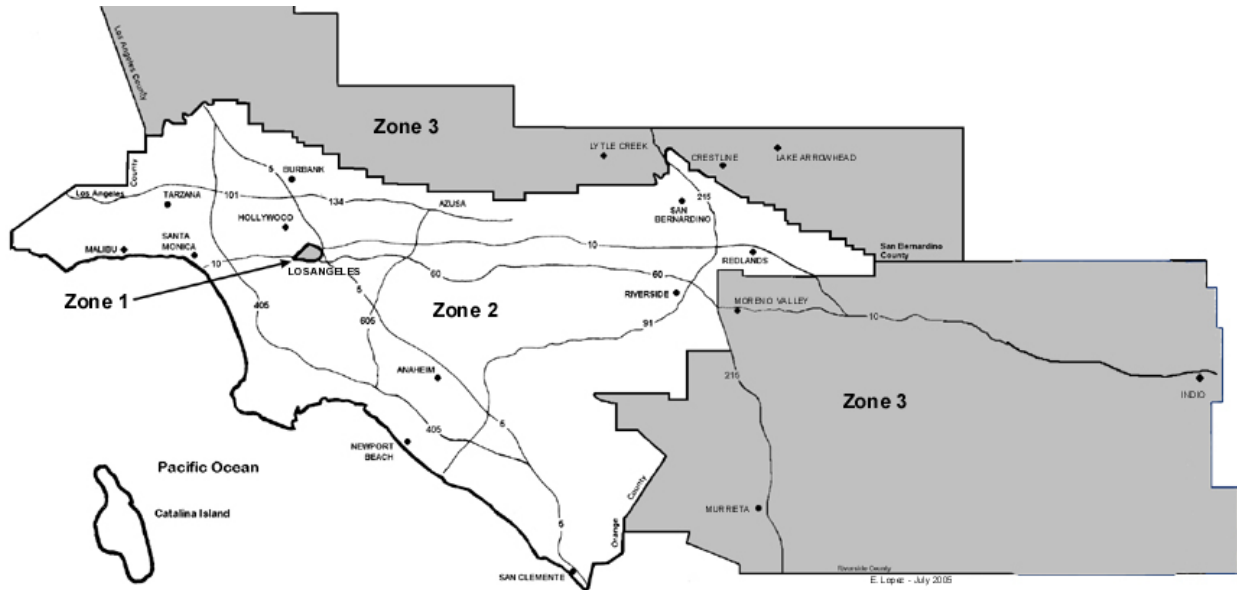 Los Angeles County
Zone 3
LYTLE CREEK
CRESTLINE
LAKE ARROWHEAD
5
BURBANK
County
Los Angeles
TARZANA
101
134
AZUSA
215
SAN
BERNARDINO
HOLLYWOOD
SANTA
MONICA
MALIBU
10
10
LOS ANGELES
Zone 1
San Bernardino
County
REDLANDS
60
60
RIVERSIDE
MORENO VALLEY
5
405
Zone 2
605
91
10
ANAHEIM
215
Zone 3
INDIO
405
5
NEWPORT
BEACH
Pacific Ocean
Catalina Island
County
Orange
MURRIETA
5
SAN CLEMENTE
Riverside County
E. Lopez - July 2005